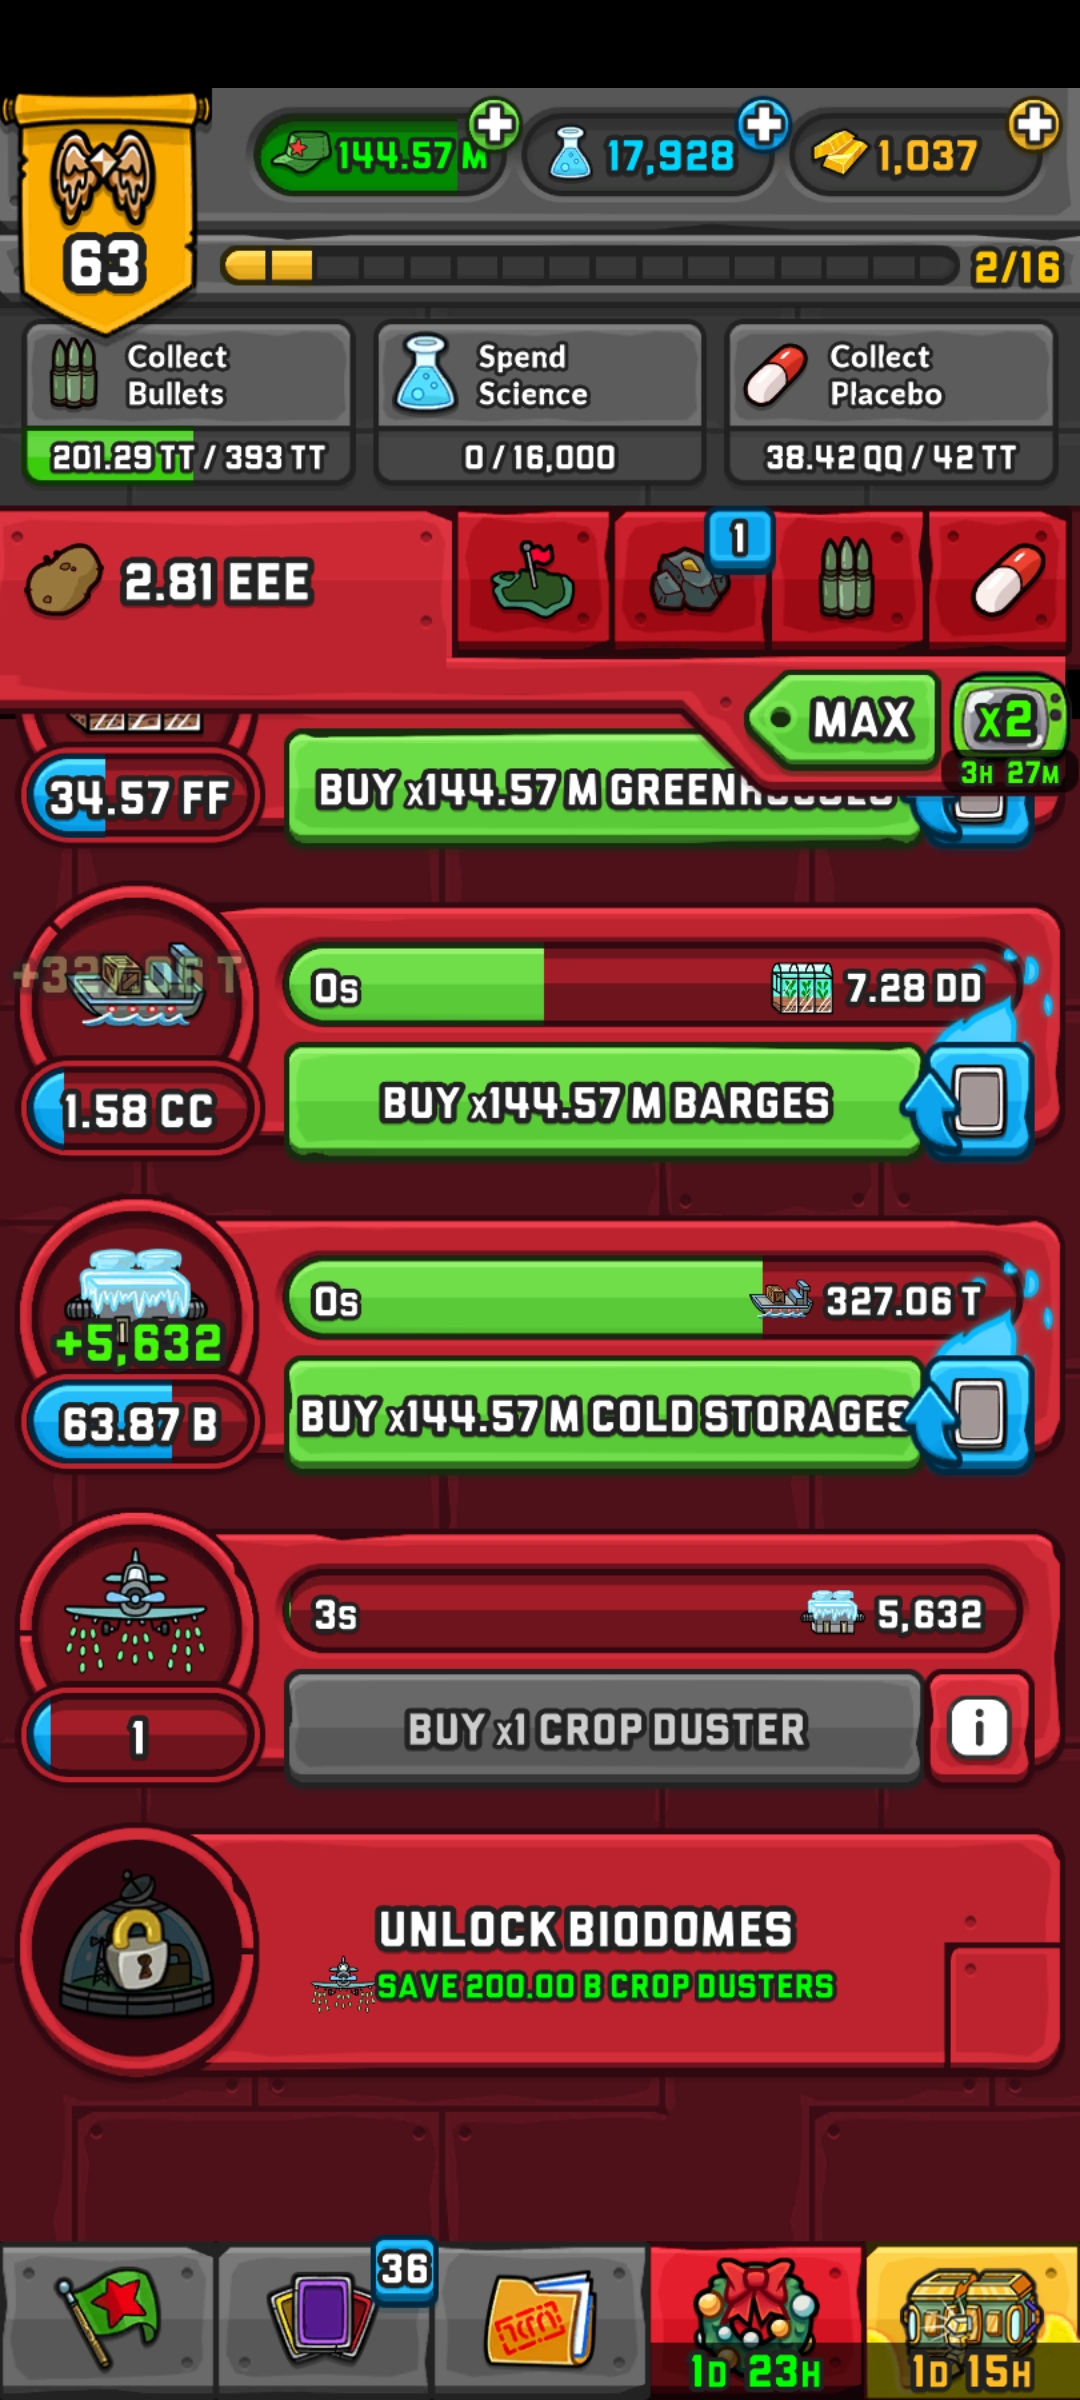 144.57 M
17,928
1,037
63
2/16
Collect
Bullets
201.29 TT / 393 TT
Spend
Science
0 / 16,000
Collect
Placebo
38.42 QQ / 42 TT
2.81 EEE
1
MAX
x2
3H 27M
34.57 FF
BUY x144.57 M GREENHOUSES
0s
7.28 DD
1.58 CC
BUY x144.57 M BARGES
+327.06 T
0s
327.06 T
+5,632
63.87 B
BUY x144.57 M COLD STORAGES
3s
5,632
1
BUY x1 CROP DUSTER
i
UNLOCK BIODOMES
SAVE 200.00 B CROP DUSTERS
36
1D 23H
1D 15H